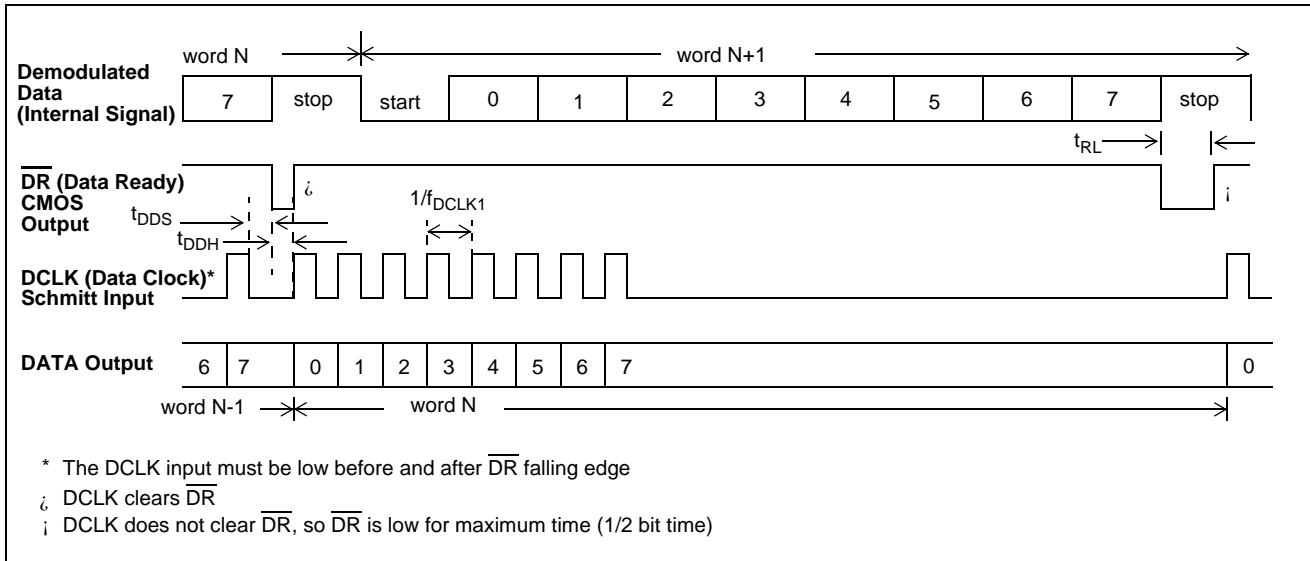 word N
word N+1
Demodulated
Data
(Internal Signal)
7 stop start 0 1 2 3 4 5 6 7 stop
tRL
DR (Data Ready)
CMOS
Output
¿
¡
1/fDCLK1
tDDS
tDDH
DCLK (Data Clock)*
Schmitt Input
DATA Output
6 7 0 1 2 3 4 5 6 7 0
word N-1
word N
* The DCLK input must be low before and after DR falling edge
¿ DCLK clears DR
¡ DCLK does not clear DR, so DR is low for maximum time (1/2 bit time)